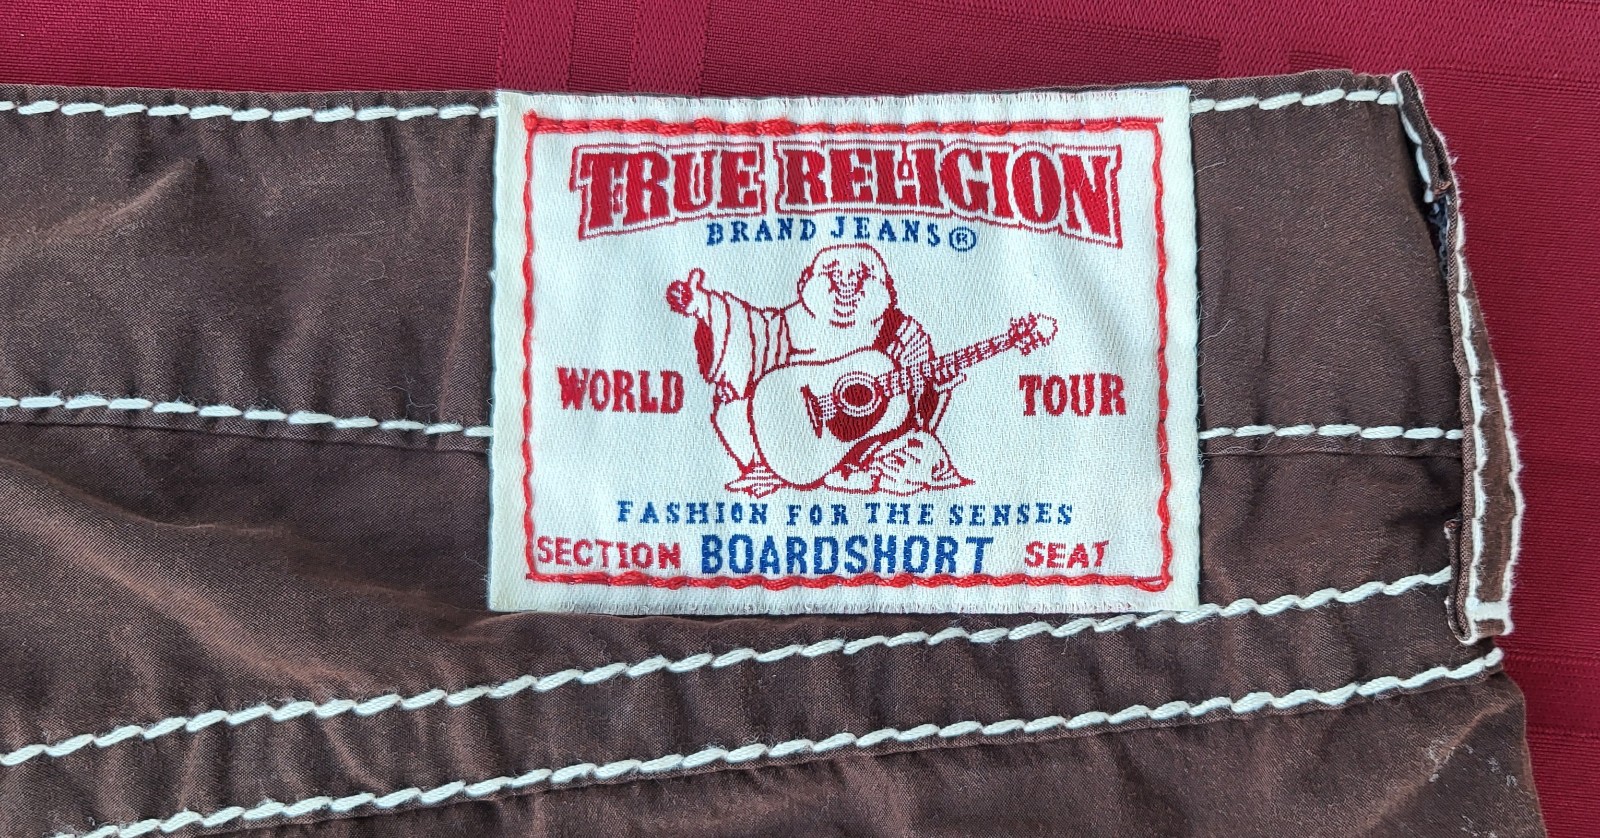 TRUE RELIGION
BRAND JEANS®
WORLD TOUR
FASHION FOR THE SENSES
SECTION BOARDSHORT SEAT